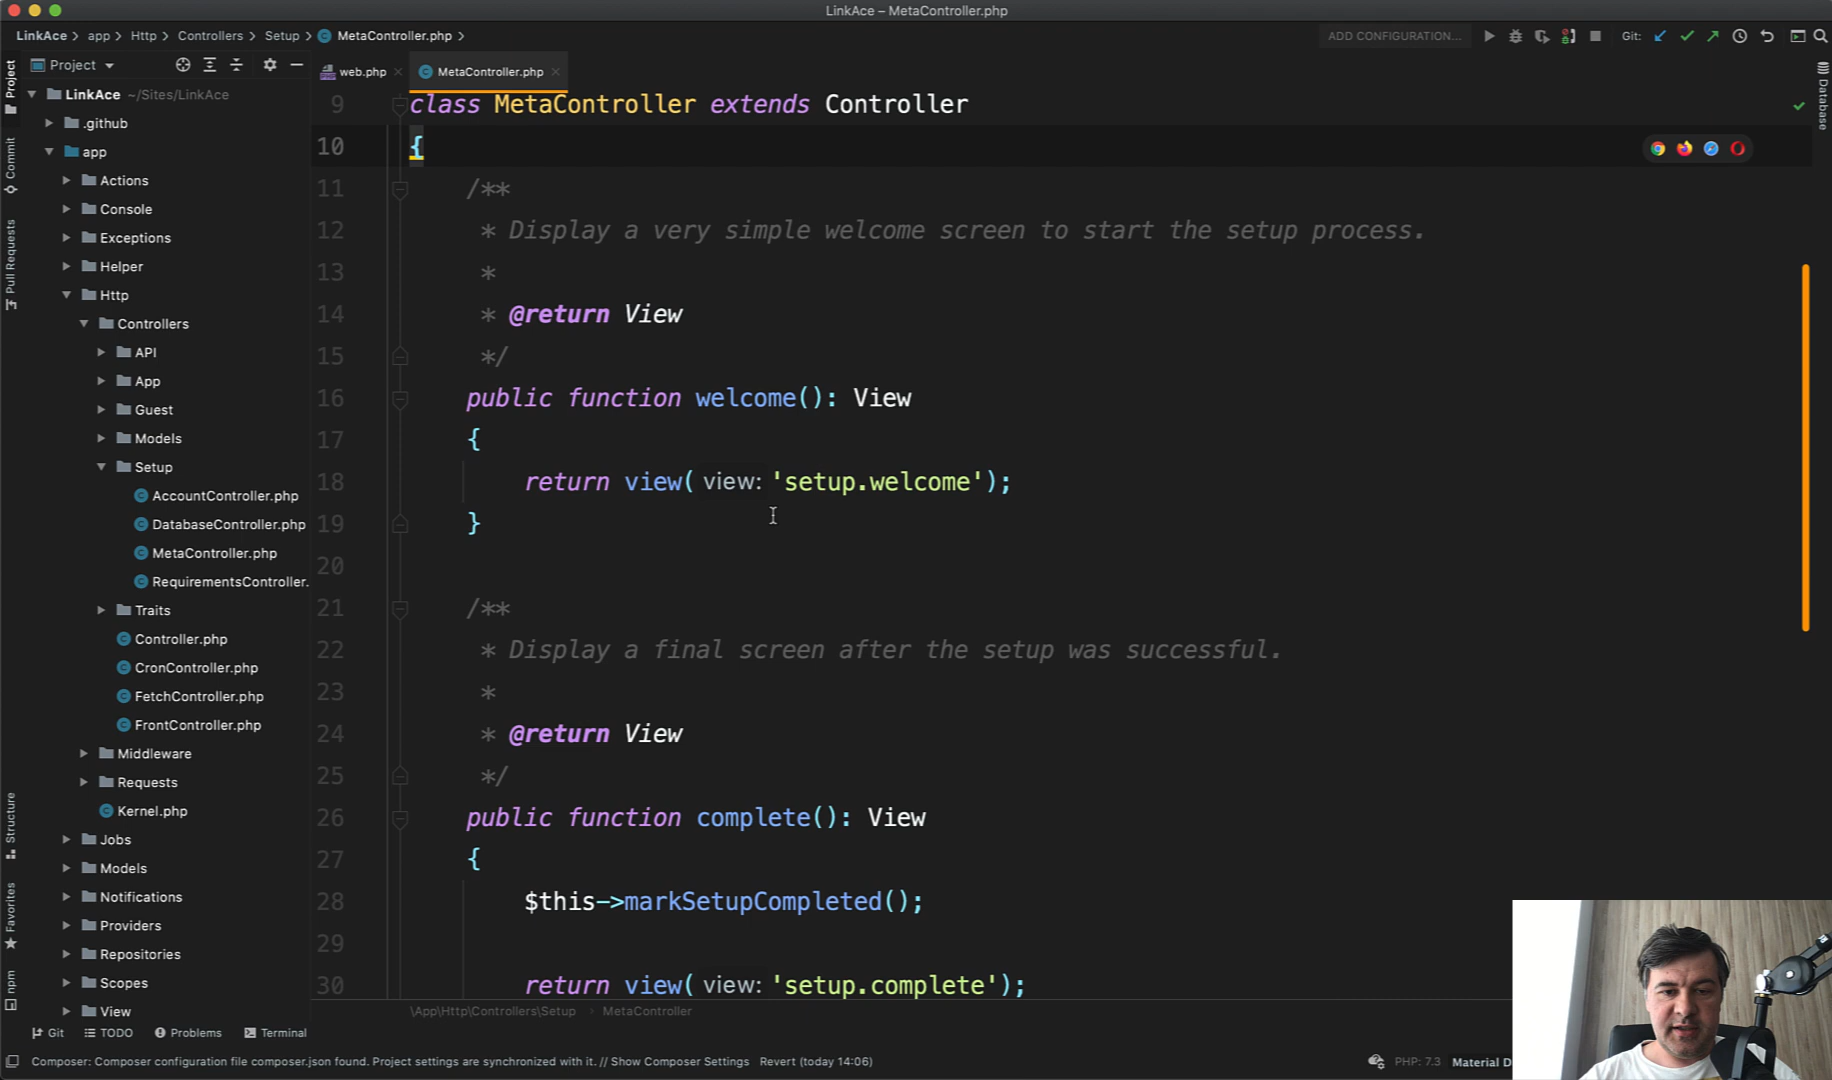 LinkAce – MetaController.php
LinkAce > app > Http > Controllers > Setup > MetaController.php >
ADD CONFIGURATION...
Git:
Project
web.php
MetaController.php
Project
Commit
Pull Requests
Structure
Favorites
npm
Database
LinkAce ~/Sites/LinkAce
.github
app
Actions
Console
Exceptions
Helper
Http
Controllers
API
App
Guest
Models
Setup
AccountController.php
DatabaseController.php
MetaController.php
RequirementsController.
Traits
Controller.php
CronController.php
FetchController.php
FrontController.php
Middleware
Requests
Kernel.php
Jobs
Models
Notifications
Providers
Repositories
Scopes
View
9 class MetaController extends Controller
10 {
11 /**
12 * Display a very simple welcome screen to start the setup process.
13 *
14 * @return View
15 */
16 public function welcome(): View
17 {
18 return view( view: 'setup.welcome');
19 }
20
21 /**
22 * Display a final screen after the setup was successful.
23 *
24 * @return View
25 */
26 public function complete(): View
27 {
28 $this->markSetupCompleted();
29
30 return view( view: 'setup.complete');
\App\Http\Controllers\Setup > MetaController
Git TODO Problems Terminal
Composer: Composer configuration file composer.json found. Project settings are synchronized with it. // Show Composer Settings Revert (today 14:06)
PHP: 7.3 Material D